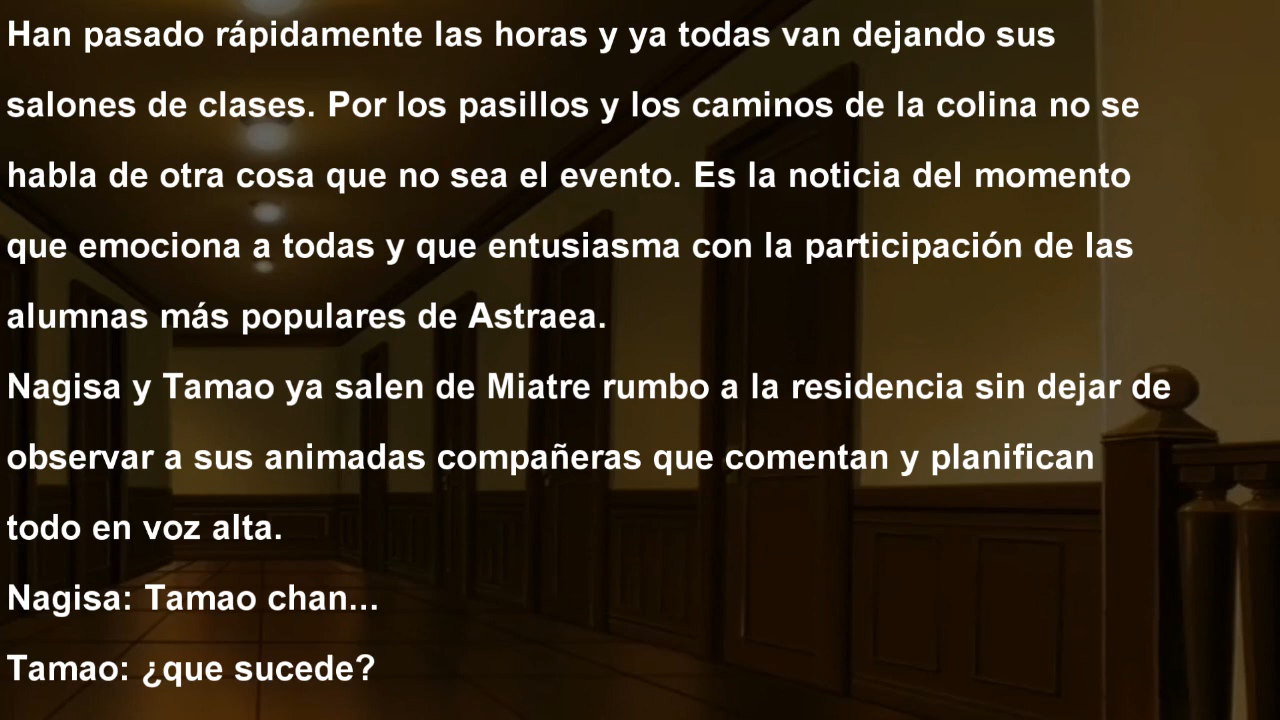 Han pasado rápidamente las horas y ya todas van dejando sus
salones de clases. Por los pasillos y los caminos de la colina no se
habla de otra cosa que no sea el evento. Es la noticia del momento
que emociona a todas y que entusiasma con la participación de las
alumnas más populares de Astraea.
Nagisa y Tamao ya salen de Miatre rumbo a la residencia sin dejar de
observar a sus animadas compañeras que comentan y planifican
todo en voz alta.
Nagisa: Tamao chan...
Tamao: ¿que sucede?